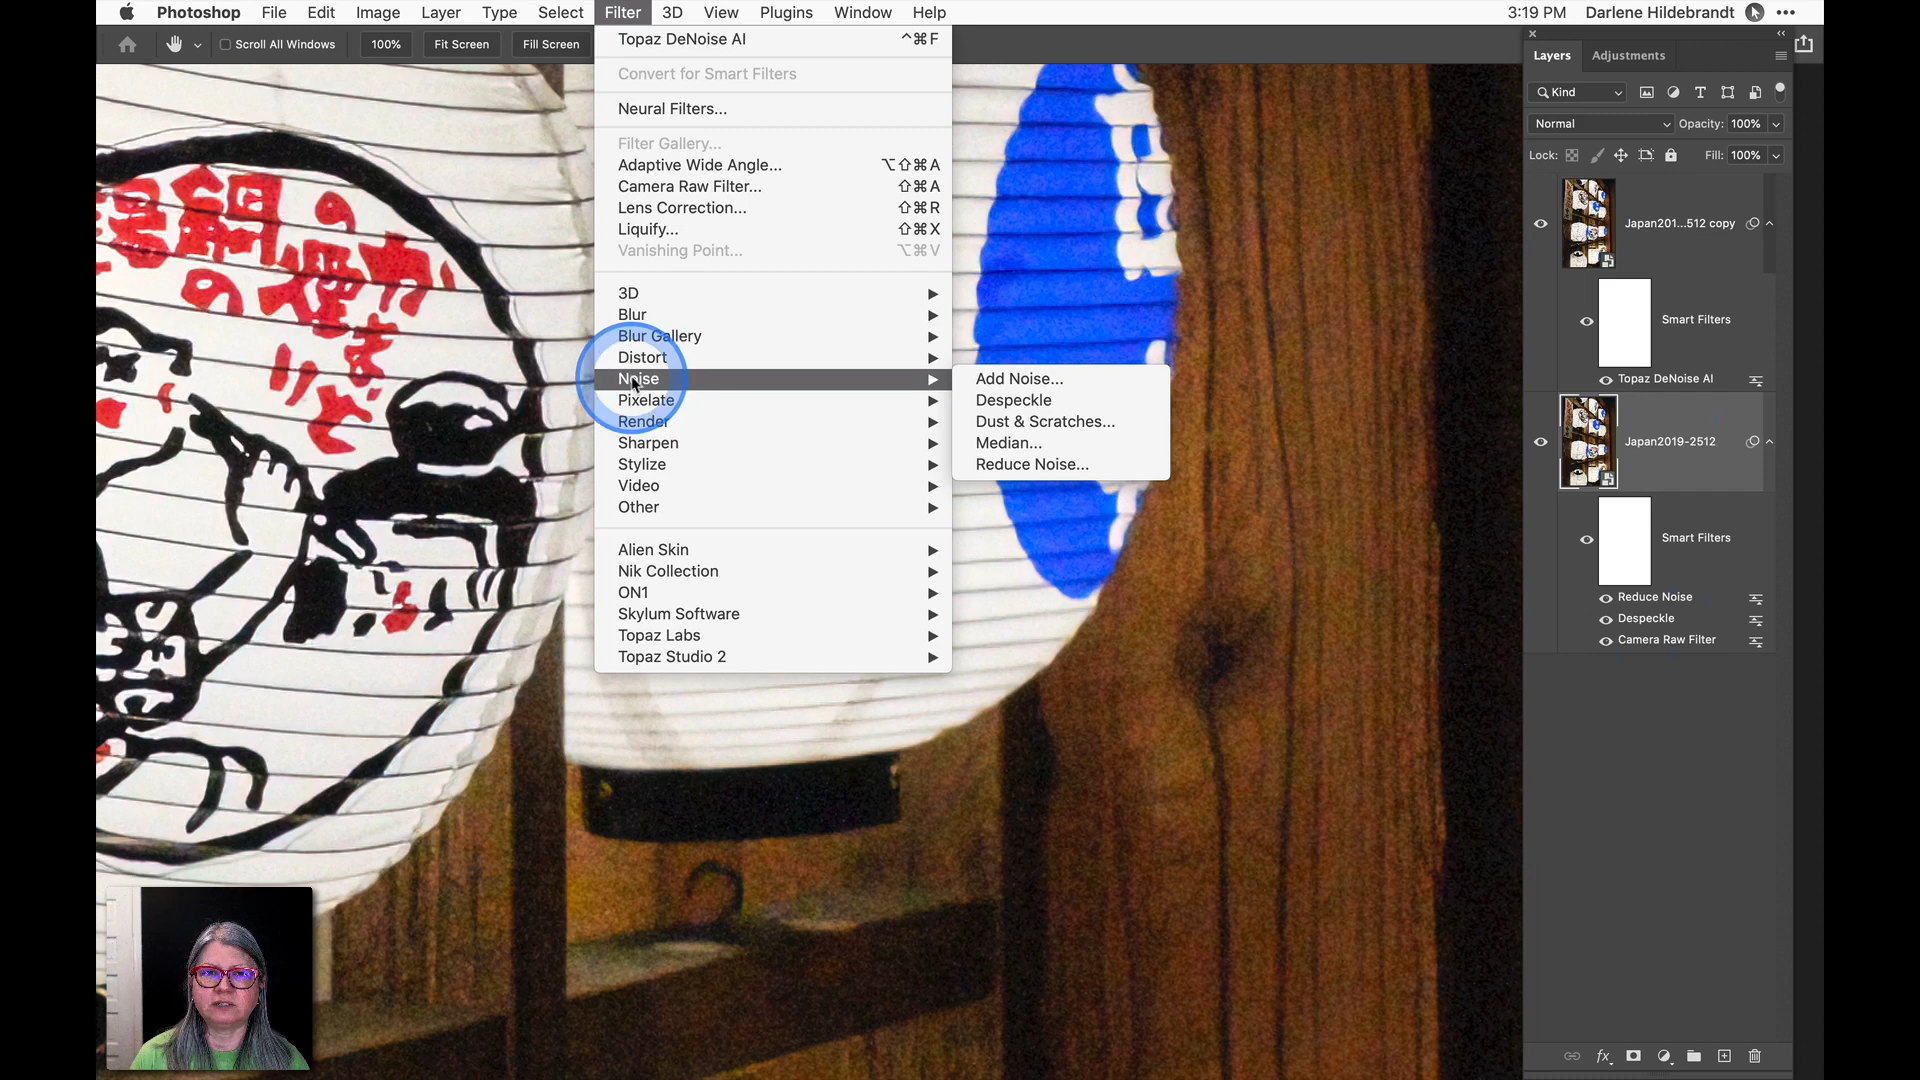 Photoshop File Edit Image Layer Type Select Filter 3D View Plugins Window Help 3:19 PM Darlene Hildebrandt
Scroll All Windows 100% Fit Screen Fill Screen
Topaz DeNoise AI ^⌘F
Convert for Smart Filters
Neural Filters...
Filter Gallery...
Adaptive Wide Angle... ⌥⇧⌘A
Camera Raw Filter... ⇧⌘A
Lens Correction... ⇧⌘R
Liquify... ⇧⌘X
Vanishing Point... ⌥⌘V
3D
Blur
Blur Gallery
Distort
Noise
Pixelate
Render
Sharpen
Stylize
Video
Other
Alien Skin
Nik Collection
ON1
Skylum Software
Topaz Labs
Topaz Studio 2
Add Noise...
Despeckle
Dust & Scratches...
Median...
Reduce Noise...
Layers Adjustments
Kind
Normal Opacity: 100%
Lock: Fill: 100%
Japan201...512 copy
Smart Filters
Topaz DeNoise AI
Japan2019-2512
Smart Filters
Reduce Noise
Despeckle
Camera Raw Filter
fx